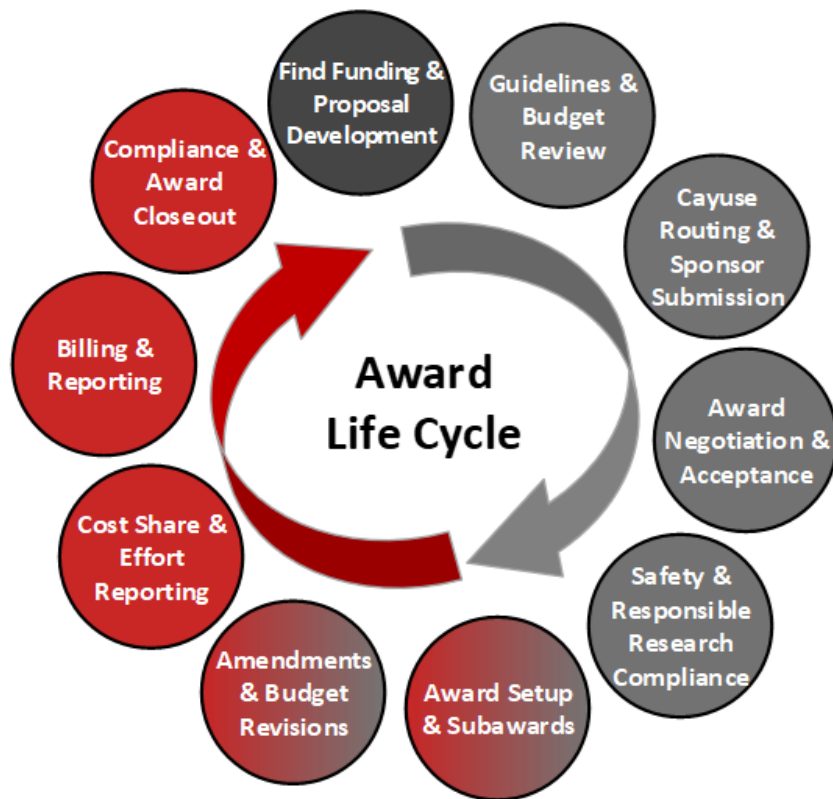 Find Funding &
Proposal
Development
Guidelines &
Budget
Review
Cayuse
Routing &
Sponsor
Submission
Award
Negotiation &
Acceptance
Safety &
Responsible
Research
Compliance
Award Setup
& Subawards
Amendments
& Budget
Revisions
Cost Share &
Effort
Reporting
Billing &
Reporting
Compliance &
Award
Closeout
Award
Life Cycle